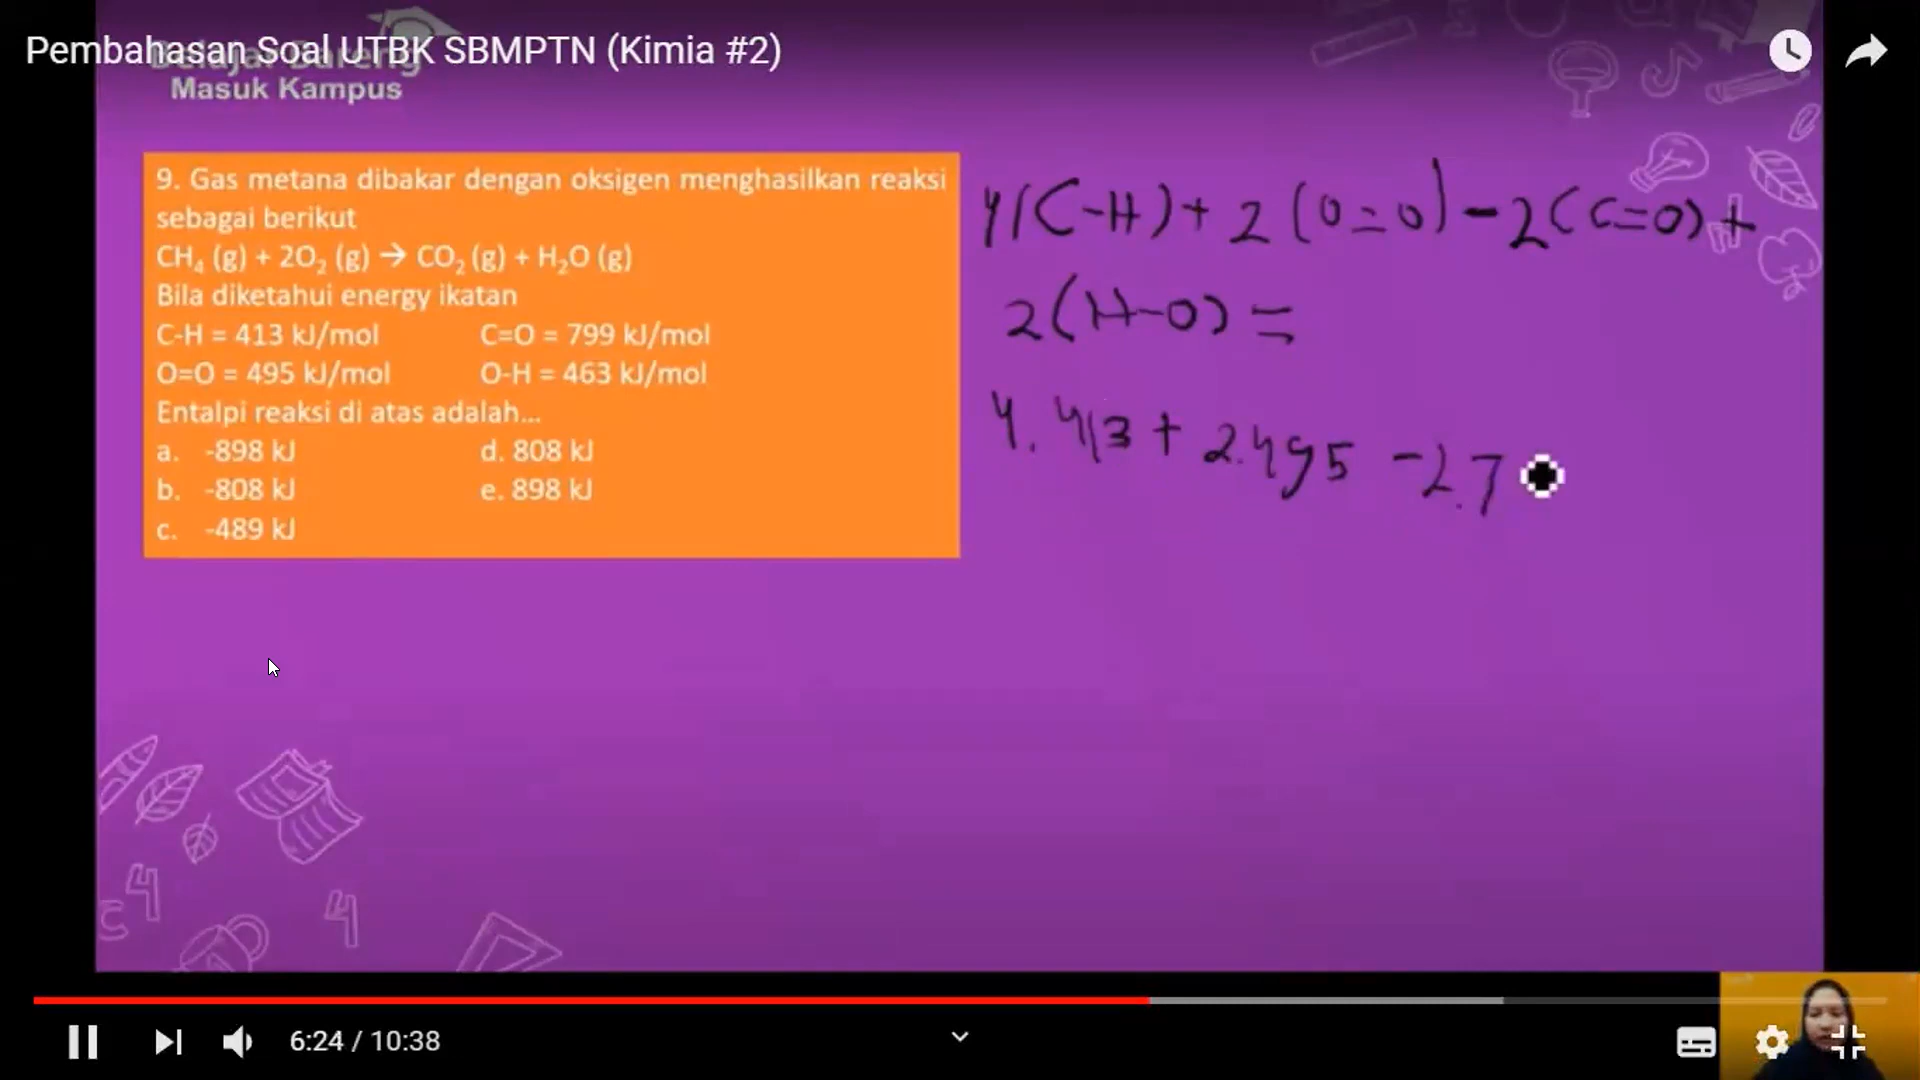 Pembahasan Soal UTBK SBMPTN (Kimia #2)
Belajar Bareng
Masuk Kampus
9. Gas metana dibakar dengan oksigen menghasilkan reaksi
sebagai berikut
CH₄ (g) + 2O₂ (g) → CO₂ (g) + H₂O (g)
Bila diketahui energy ikatan
C-H = 413 kJ/mol C=O = 799 kJ/mol
O=O = 495 kJ/mol O-H = 463 kJ/mol
Entalpi reaksi di atas adalah...
a. -898 kJ d. 808 kJ
b. -808 kJ e. 898 kJ
c. -489 kJ
4(C-H) + 2(O=O) - 2(C=O) +
2(H-O) =
4.413 + 2.495 - 2.7
6:24 / 10:38